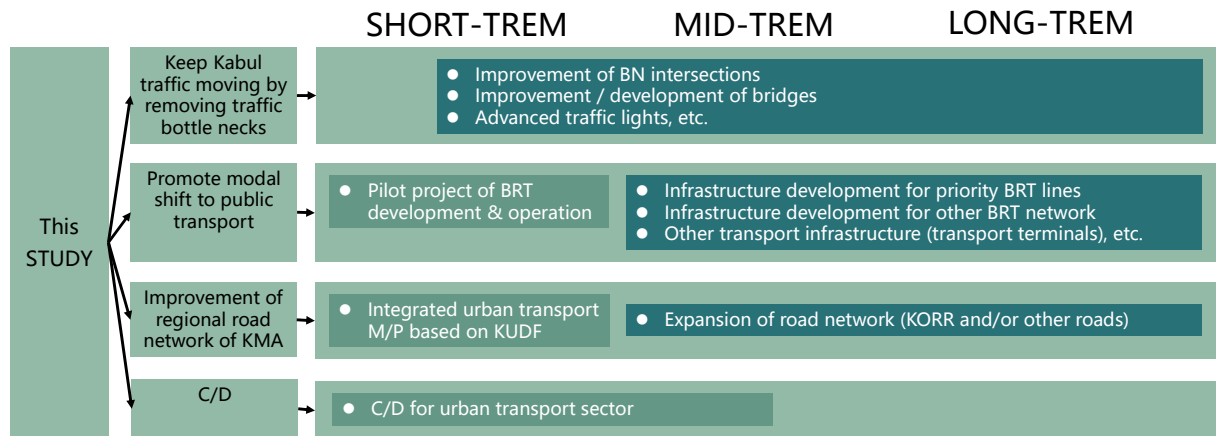 SHORT-TREM
MID-TREM
LONG-TREM
This
STUDY
Keep Kabul
traffic moving by
removing traffic
bottle necks
● Improvement of BN intersections
● Improvement / development of bridges
● Advanced traffic lights, etc.
Promote modal
shift to public
transport
● Pilot project of BRT
development & operation
● Infrastructure development for priority BRT lines
● Infrastructure development for other BRT network
● Other transport infrastructure (transport terminals), etc.
Improvement of
regional road
network of KMA
● Integrated urban transport
M/P based on KUDF
● Expansion of road network (KORR and/or other roads)
C/D
● C/D for urban transport sector